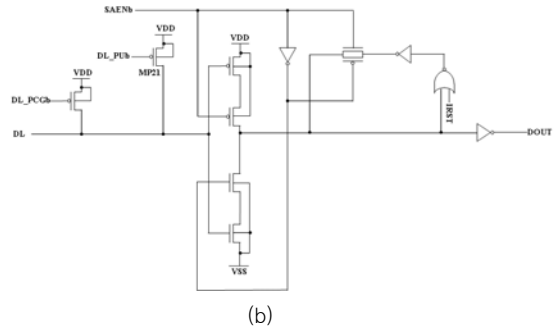 SAENb
VDD
DL_PUb
MP21
VDD
VDD
DL_PCGb
DL
IRST
DOUT
VSS
(b)